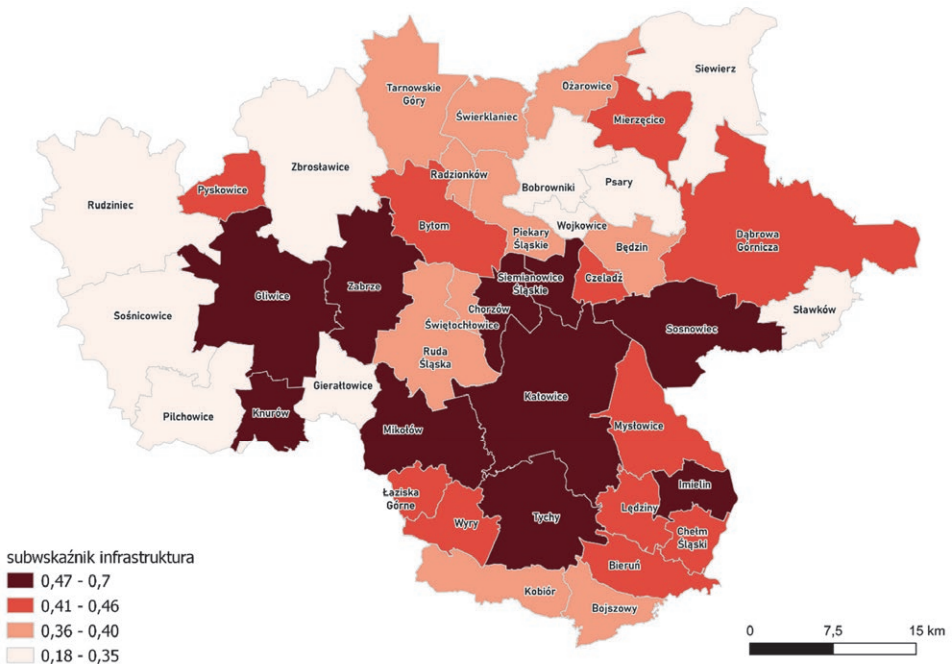 Siewierz
Tarnowskie
Góry
Ożarowice
Świerklaniec
Mierzęcice
Zbrosławice
Radzionków
Bobrowniki
Psary
Pyskowice
Rudziniec
Bytom
Wojkowice
Piekary
Śląskie
Będzin
Dąbrowa
Górnicza
Siemianowice
Śląskie
Czeladź
Zabrze
Gliwice
Sośnicowice
Chorzów
Sławków
Świętochłowice
Sosnowiec
Ruda
Śląska
Gierałtowice
Katowice
Pilchowice
Knurów
Mikołów
Mysłowice
Imielin
Łaziska
Górne
Lędziny
Wyry
Tychy
Chełm
Śląski
Bieruń
Kobiór
Bojszowy
subwskaźnik infrastruktura
0,47 - 0,7
0,41 - 0,46
0,36 - 0,40
0,18 - 0,35
0 7,5 15 km